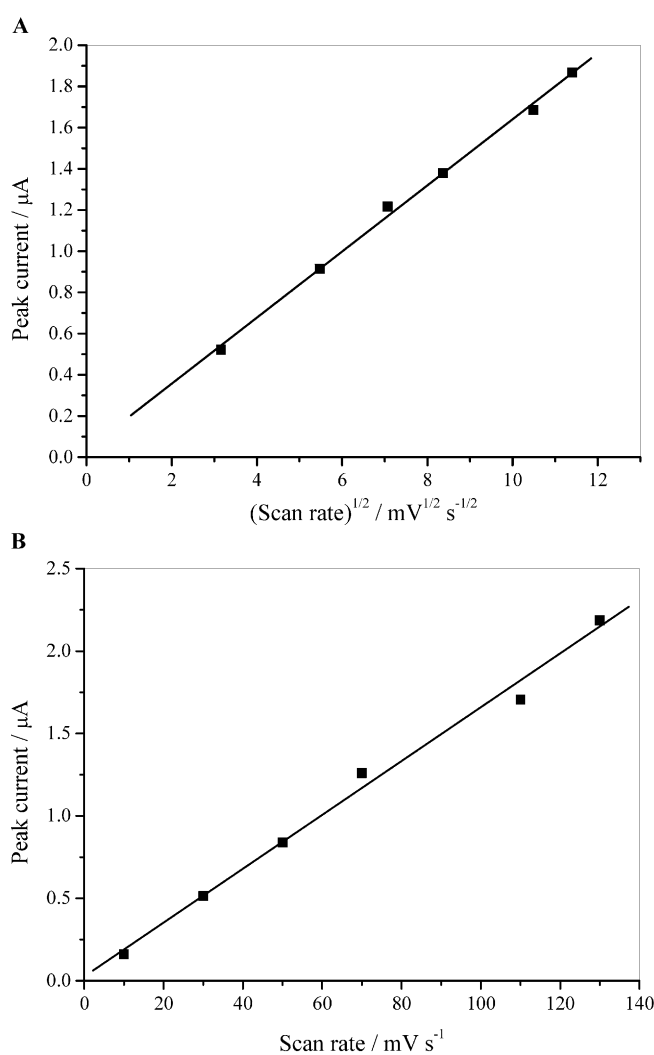 A
2.0
1.8
1.6
1.4
1.2
1.0
0.8
0.6
0.4
0.2
0.0
Peak current / μA
0 2 4 6 8 10 12
(Scan rate)^1/2 / mV^1/2 s^-1/2
B
2.5
2.0
1.5
1.0
0.5
0.0
Peak current / μA
0 20 40 60 80 100 120 140
Scan rate / mV s^-1